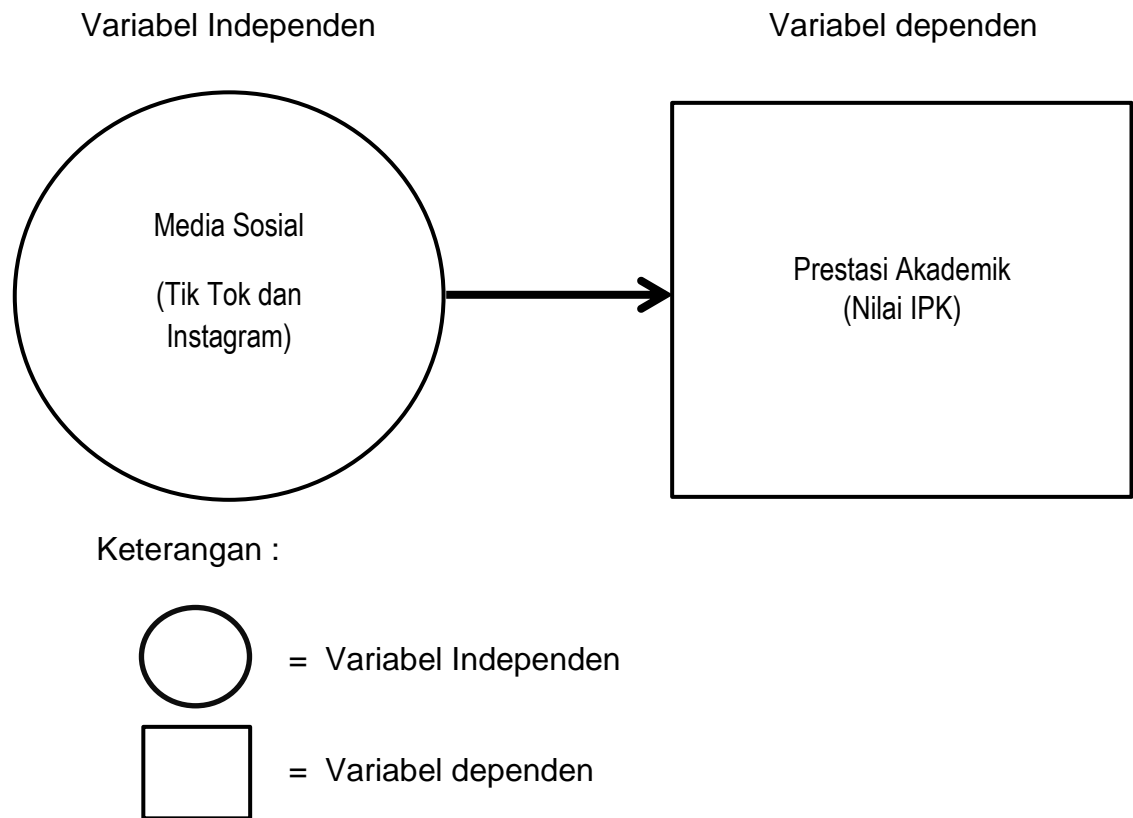 Variabel Independen
Variabel dependen
Media Sosial
(Tik Tok dan
Instagram)
Prestasi Akademik
(Nilai IPK)
Keterangan :
= Variabel Independen
= Variabel dependen